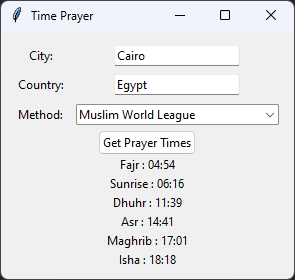 Time Prayer
City: Cairo
Country: Egypt
Method: Muslim World League
Get Prayer Times
Fajr : 04:54
Sunrise : 06:16
Dhuhr : 11:39
Asr : 14:41
Maghrib : 17:01
Isha : 18:18